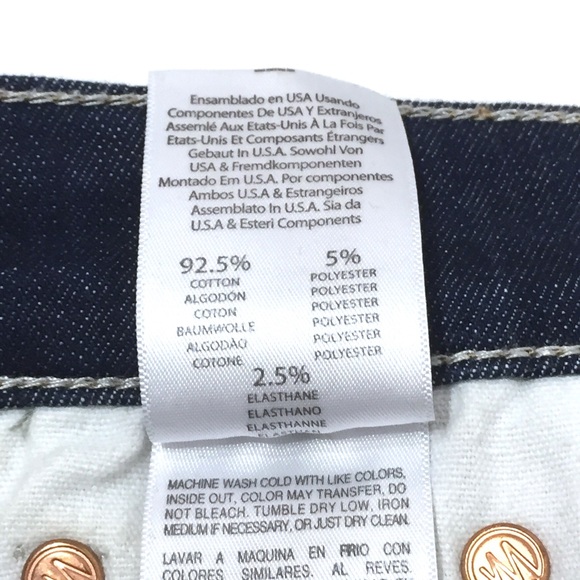 Ensamblado en USA Usando
Componentes De USA Y Extranjeros
Assemlé Aux Etats-Unis À La Fois Par
Etats-Unis Et Composants Étrangers
Gebaut In U.S.A. Sowohl Von
USA & Fremdkomponenten
Montado Em U.S.A. Por componentes
Ambos U.S.A & Estrangeiros
Assemblato In U.S.A. Sia da
U.S.A & Esteri Components
92.5% 5%
COTTON POLYESTER
ALGODÓN POLYESTER
COTON POLYESTER
BAUMWOLLE POLYESTER
ALGODÃO POLYESTER
COTONE POLYESTER
2.5%
ELASTHANE
ELASTHANO
ELASTHANNE
ELASTHAN
MACHINE WASH COLD WITH LIKE COLORS,
INSIDE OUT, COLOR MAY TRANSFER, DO
NOT BLEACH. TUMBLE DRY LOW, IRON
MEDIUM IF NECESSARY, OR JUST DRY CLEAN.
LAVAR A MAQUINA EN FRIO CON
COLORES SIMILARES. AL REVES.